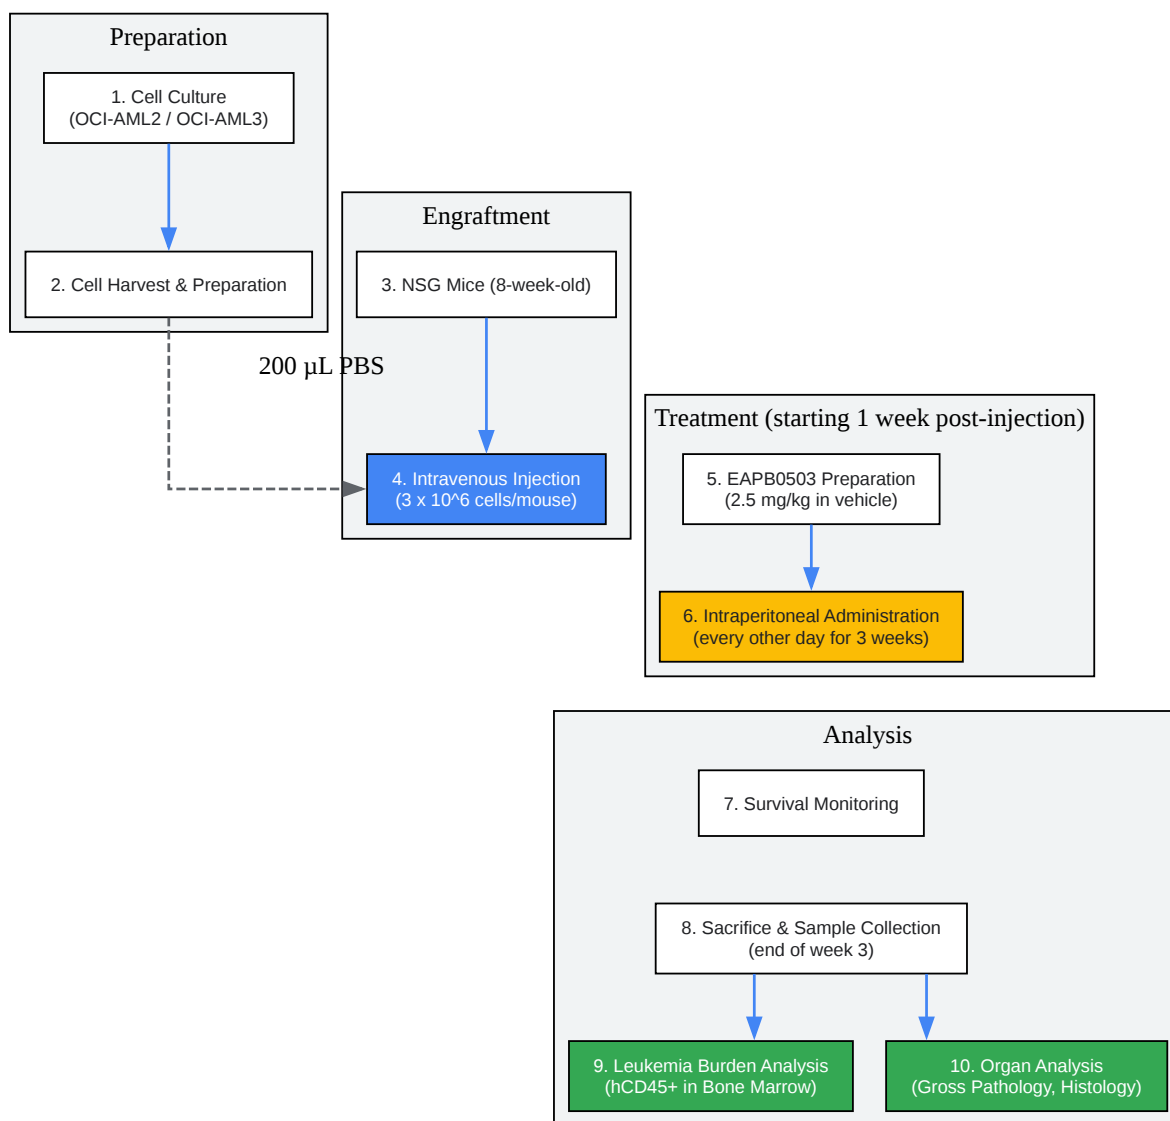 Preparation
1. Cell Culture
(OCI-AML2 / OCI-AML3)
2. Cell Harvest & Preparation
200 µL PBS
Engraftment
3. NSG Mice (8-week-old)
4. Intravenous Injection
(3 x 10^6 cells/mouse)
Treatment (starting 1 week post-injection)
5. EAPB0503 Preparation
(2.5 mg/kg in vehicle)
6. Intraperitoneal Administration
(every other day for 3 weeks)
Analysis
7. Survival Monitoring
8. Sacrifice & Sample Collection
(end of week 3)
9. Leukemia Burden Analysis
(hCD45+ in Bone Marrow)
10. Organ Analysis
(Gross Pathology, Histology)